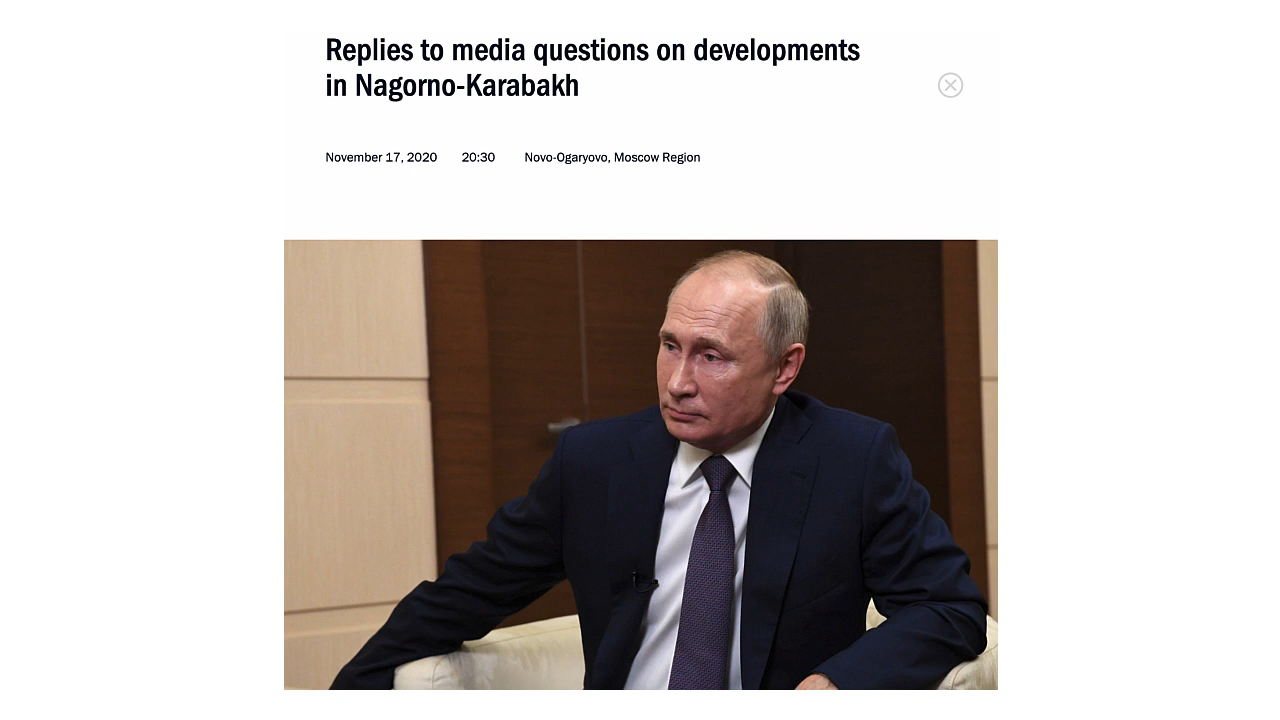 Replies to media questions on developments
in Nagorno-Karabakh
November 17, 2020 20:30 Novo-Ogaryovo, Moscow Region